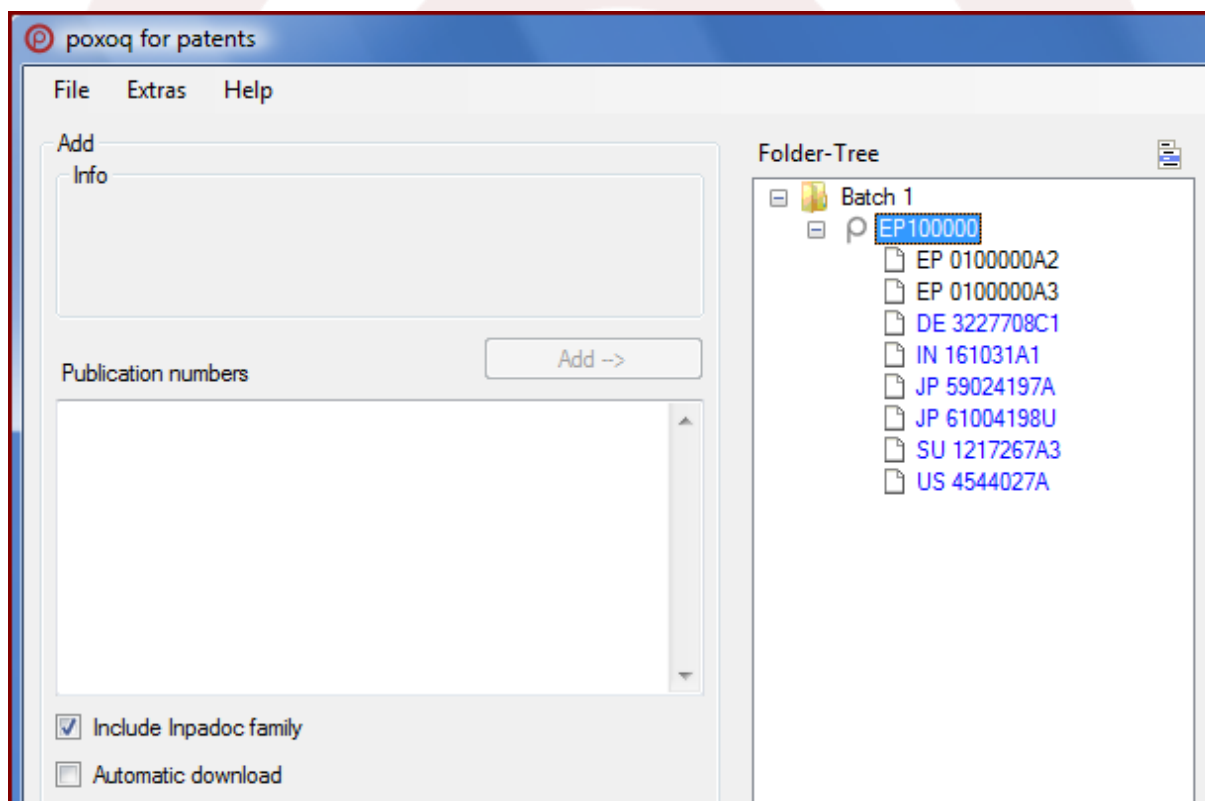 poxoq for patents
File Extras Help
Add
Info
Add -->
Publication numbers
Include Inpadoc family
Automatic download
Folder-Tree
Batch 1
EP100000
EP 0100000A2
EP 0100000A3
DE 3227708C1
IN 161031A1
JP 59024197A
JP 61004198U
SU 1217267A3
US 4544027A